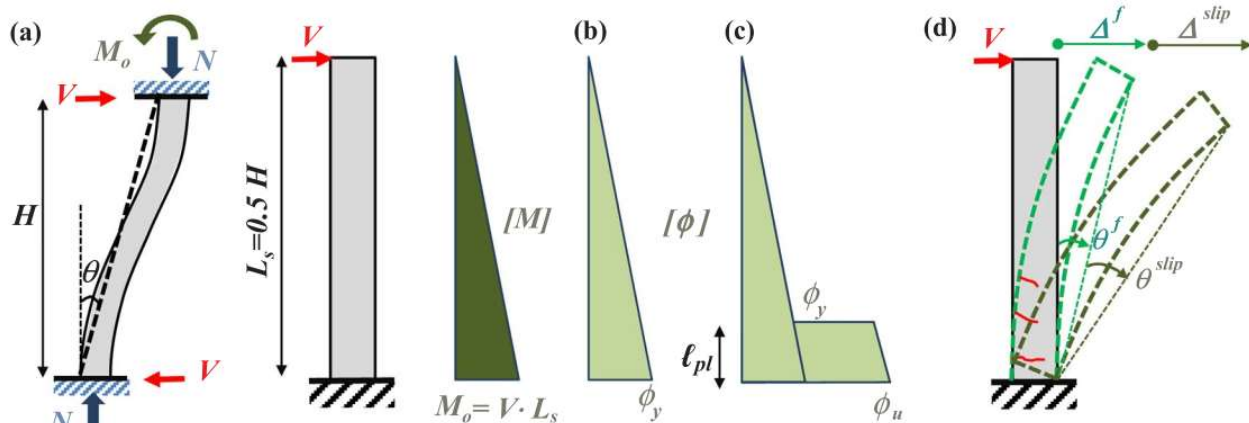 (a)
M_o
N
V
H
θ
V
N
V
L_s=0.5 H
[M]
M_o = V · L_s
(b)
[ϕ]
ϕ_y
(c)
ϕ_y
ℓ_pl
ϕ_u
(d)
V
Δ^f
Δ^slip
θ^f
θ^slip